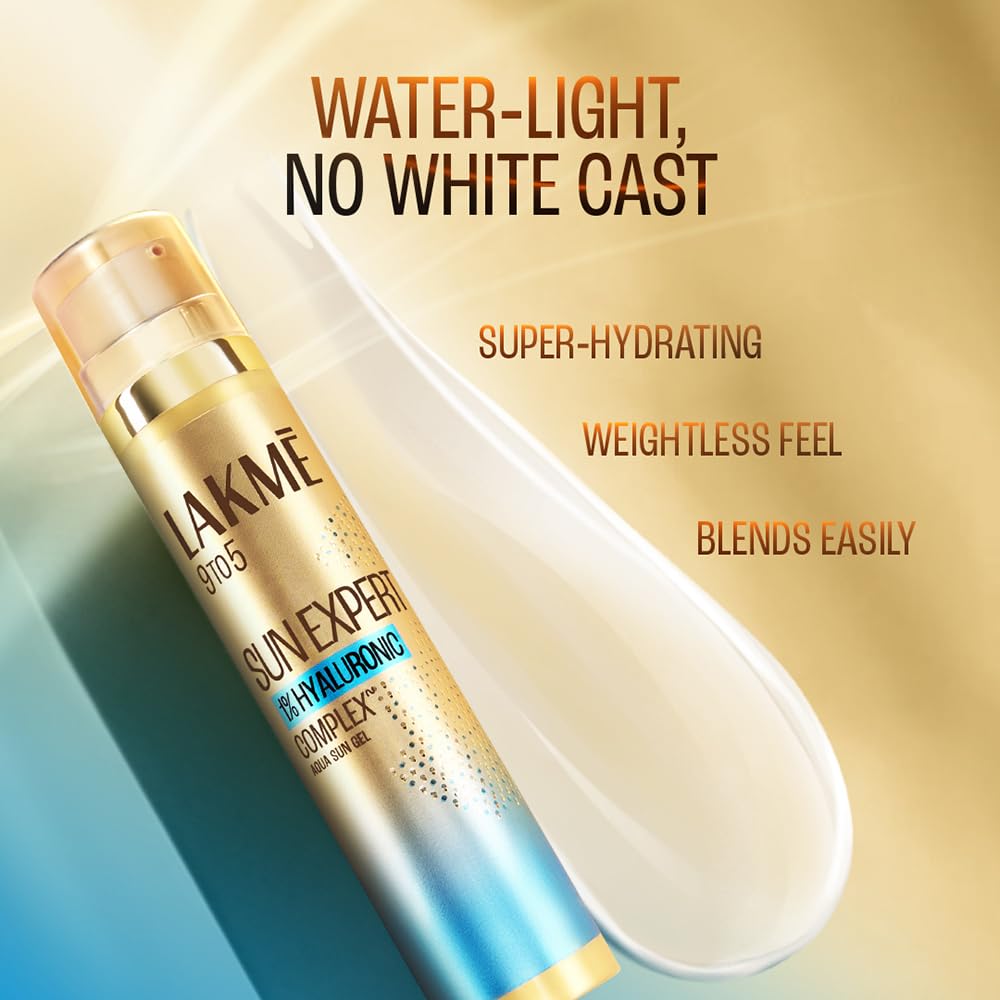 WATER-LIGHT,
NO WHITE CAST
SUPER-HYDRATING
WEIGHTLESS FEEL
BLENDS EASILY
LAKMĒ
9TO5
SUN EXPERT
1% HYALURONIC
COMPLEX~^
AQUA SUN GEL